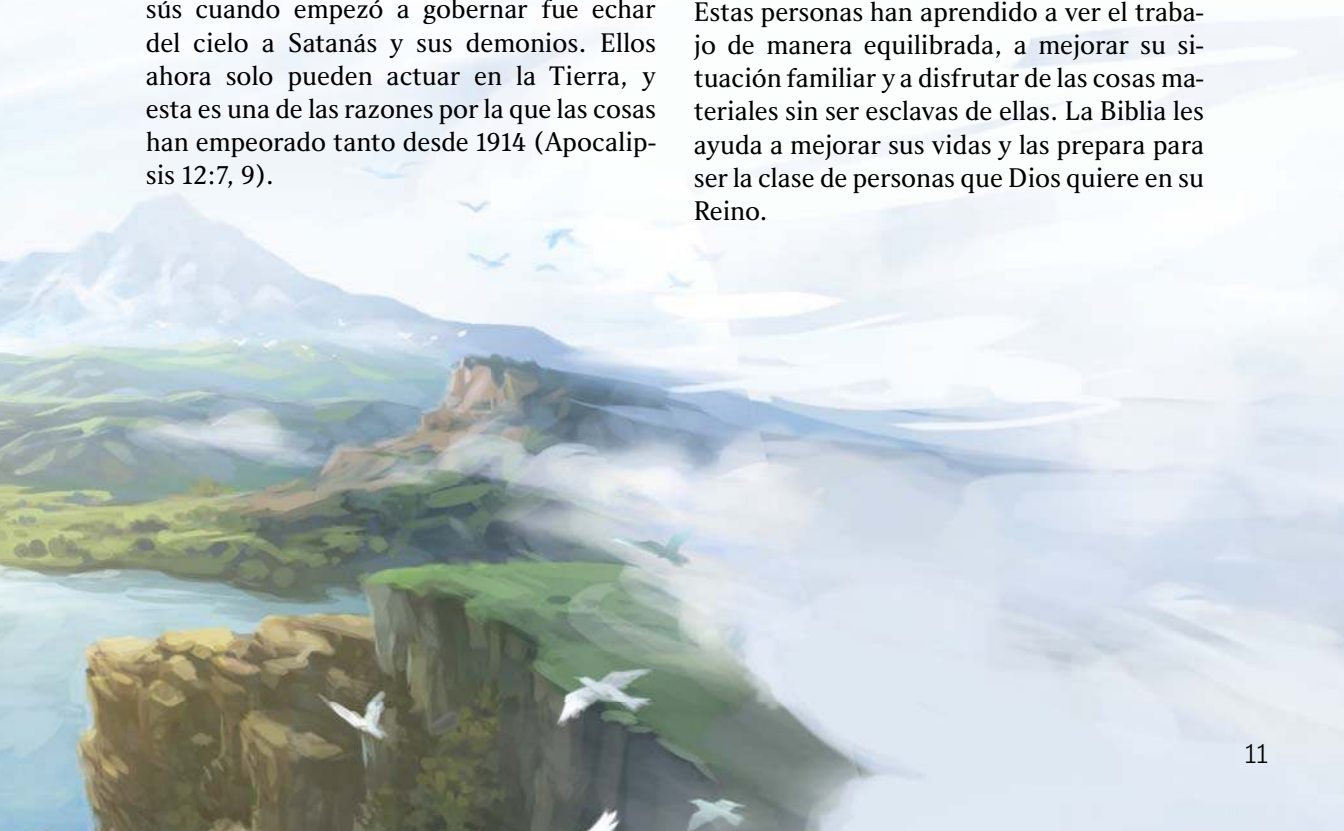 sús cuando empezó a gobernar fue echar
del cielo a Satanás y sus demonios. Ellos
ahora solo pueden actuar en la Tierra, y
esta es una de las razones por la que las cosas
han empeorado tanto desde 1914 (Apocalip-
sis 12:7, 9).
Estas personas han aprendido a ver el traba-
jo de manera equilibrada, a mejorar su si-
tuación familiar y a disfrutar de las cosas ma-
teriales sin ser esclavas de ellas. La Biblia les
ayuda a mejorar sus vidas y las prepara para
ser la clase de personas que Dios quiere en su
Reino.
11